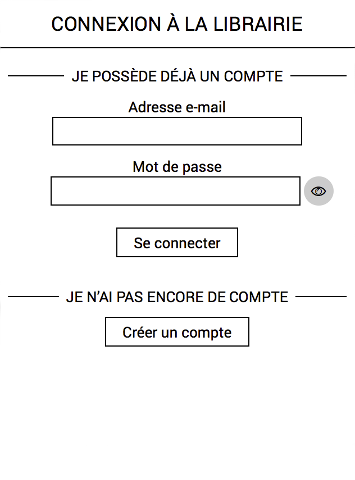 CONNEXION À LA LIBRAIRIE
JE POSSÈDE DÉJÀ UN COMPTE
Adresse e-mail
Mot de passe
Se connecter
JE N'AI PAS ENCORE DE COMPTE
Créer un compte